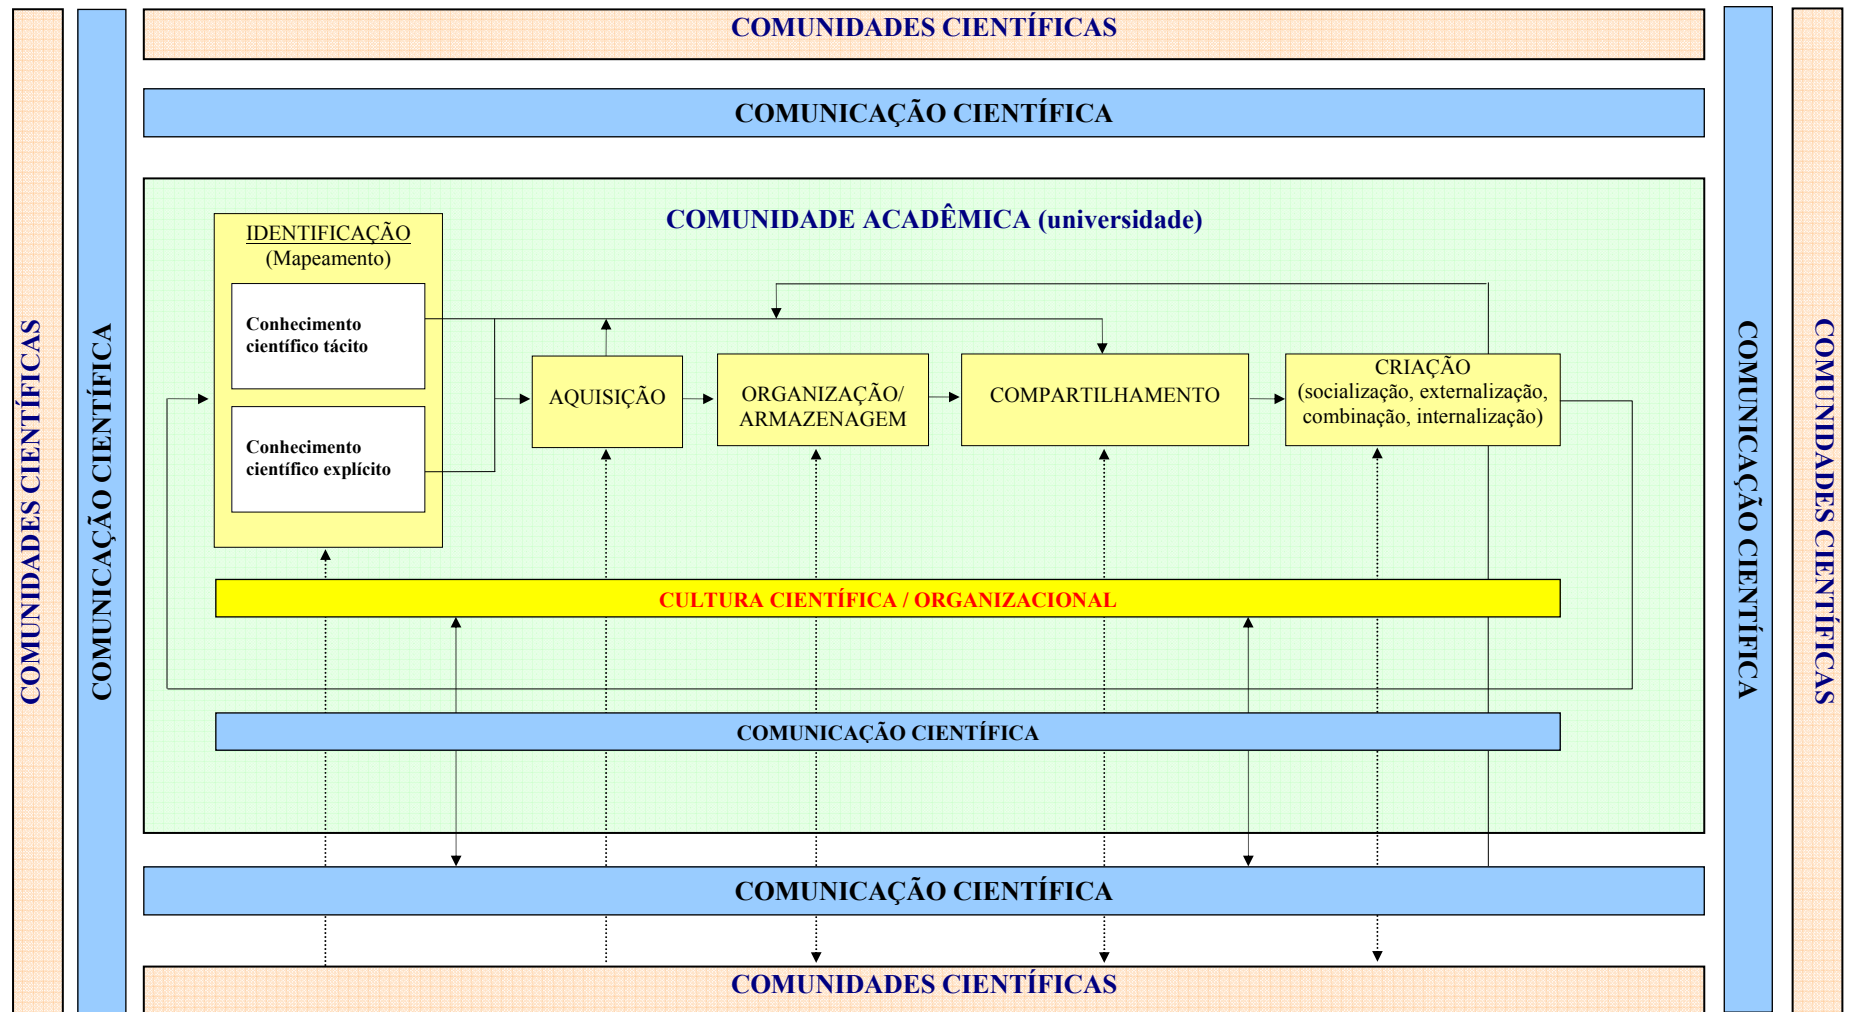 COMUNIDADES CIENTÍFICAS
COMUNICAÇÃO CIENTÍFICA
COMUNIDADES CIENTÍFICAS
COMUNICAÇÃO CIENTÍFICA
COMUNIDADE ACADÊMICA (universidade)
IDENTIFICAÇÃO
(Mapeamento)
Conhecimento
científico tácito
Conhecimento
científico explícito
AQUISIÇÃO
ORGANIZAÇÃO/
ARMAZENAGEM
COMPARTILHAMENTO
CRIAÇÃO
(socialização, externalização,
combinação, internalização)
CULTURA CIENTÍFICA / ORGANIZACIONAL
COMUNICAÇÃO CIENTÍFICA
COMUNICAÇÃO CIENTÍFICA
COMUNIDADES CIENTÍFICAS
COMUNICAÇÃO CIENTÍFICA
COMUNIDADES CIENTÍFICAS